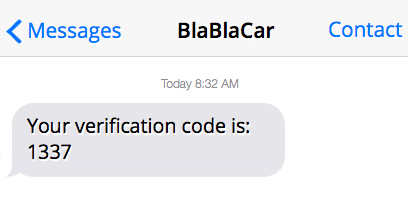 Messages BlaBlaCar Contact
Today 8:32 AM
Your verification code is:
1337